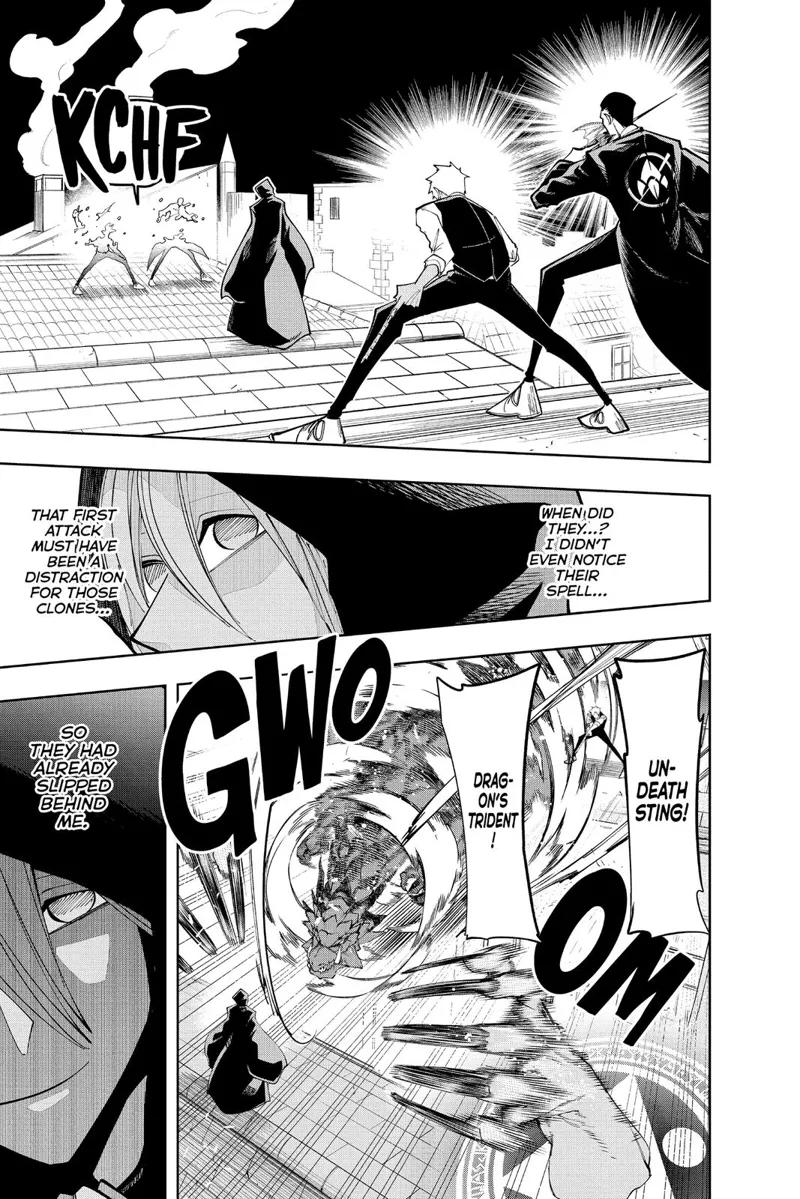 KCHF
WHEN DID
THEY...?
I DIDN'T
EVEN NOTICE
THEIR
SPELL...
THAT FIRST
ATTACK
MUST HAVE
BEEN A
DISTRACTION
FOR THOSE
CLONES...
UN-
DEATH
STING!
DRAG-
ON'S
TRIDENT
!
GWO
OM
SO
THEY HAD
ALREADY
SLIPPED
BEHIND
ME.